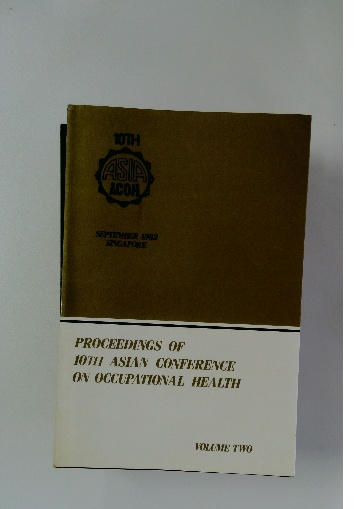 10TH
ASIA
ACOH
SEPTEMBER 1982
SINGAPORE
PROCEEDINGS OF
10TH ASIAN CONFERENCE
ON OCCUPATIONAL HEALTH
VOLUME TWO